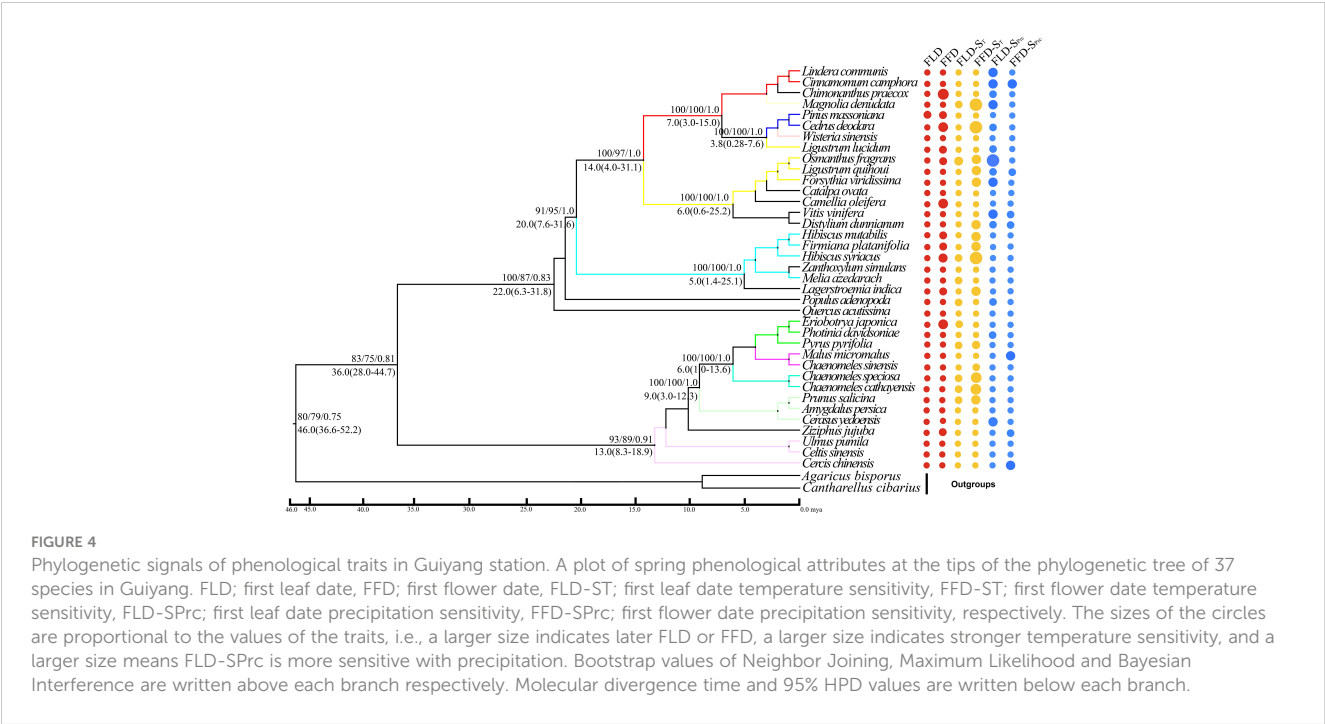 FLD FFD FLD-ST FFD-ST FLD-SPrc FFD-SPrc
Lindera communis
Cinnamomum camphora
Chimonanthus praecox
Magnolia denudata
100/100/1.0
7.0(3.0-15.0)
Pinus massoniana
Cedrus deodara
100/100/1.0
Wisteria sinensis
3.8(0.28-7.6)
Ligustrum lucidum
100/97/1.0
Osmanthus fragrans
14.0(4.0-31.1)
Ligustrum quihoui
Forsythia viridissima
Catalpa ovata
100/100/1.0
Camellia oleifera
6.0(0.6-25.2)
91/95/1.0
Vitis vinifera
20.0(7.6-31.6)
Distylium dunnianum
Hibiscus mutabilis
Firmiana platanifolia
Hibiscus syriacus
100/100/1.0
Zanthoxylum simulans
100/87/0.83
5.0(1.4-25.1)
Melia azedarach
22.0(6.3-31.8)
Lagerstroemia indica
Populus adenopoda
Quercus acutissima
Eriobotrya japonica
Photinia davidsoniae
Pyrus pyrifolia
83/75/0.81
100/100/1.0
Malus micromalus
36.0(28.0-44.7)
6.0(1.0-13.6)
Chaenomeles sinensis
Chaenomeles speciosa
100/100/1.0
Chaenomeles cathayensis
9.0(3.0-12.3)
Prunus salicina
Amygdalus persica
80/79/0.75
Cerasus yedoensis
46.0(36.6-52.2)
Ziziphus jujuba
93/89/0.91
Ulmus pumila
13.0(8.3-18.9)
Celtis sinensis
Cercis chinensis
Agaricus bisporus
Outgroups
Cantharellus cibarius
46.0 45.0 40.0 35.0 30.0 25.0 20.0 15.0 10.0 5.0 0.0 mya
FIGURE 4
Phylogenetic signals of phenological traits in Guiyang station. A plot of spring phenological attributes at the tips of the phylogenetic tree of 37
species in Guiyang. FLD; first leaf date, FFD; first flower date, FLD-ST; first leaf date temperature sensitivity, FFD-ST; first flower date temperature
sensitivity, FLD-SPrc; first leaf date precipitation sensitivity, FFD-SPrc; first flower date precipitation sensitivity, respectively. The sizes of the circles
are proportional to the values of the traits, i.e., a larger size indicates later FLD or FFD, a larger size indicates stronger temperature sensitivity, and a
larger size means FLD-SPrc is more sensitive with precipitation. Bootstrap values of Neighbor Joining, Maximum Likelihood and Bayesian
Interference are written above each branch respectively. Molecular divergence time and 95% HPD values are written below each branch.